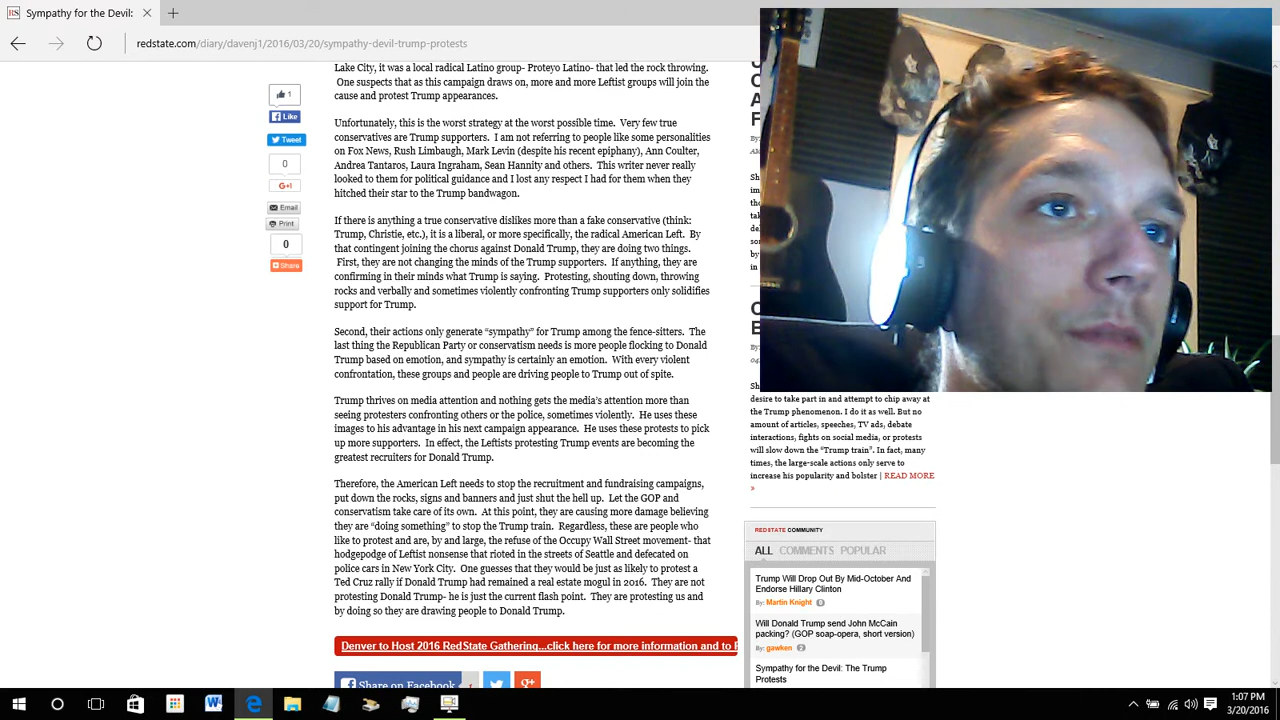 Sympathy for the Devil:
redstate.com/diary/davenj1/2016/03/20/sympathy-devil-trump-protests
Lake City, it was a local radical Latino group- Proteyo Latino- that led the rock throwing.
One suspects that as this campaign draws on, more and more Leftist groups will join the
cause and protest Trump appearances.
Unfortunately, this is the worst strategy at the worst possible time. Very few true
conservatives are Trump supporters. I am not referring to people like some personalities
on Fox News, Rush Limbaugh, Mark Levin (despite his recent epiphany), Ann Coulter,
Andrea Tantaros, Laura Ingraham, Sean Hannity and others. This writer never really
looked to them for political guidance and I lost any respect I had for them when they
hitched their star to the Trump bandwagon.
If there is anything a true conservative dislikes more than a fake conservative (think:
Trump, Christie, etc.), it is a liberal, or more specifically, the radical American Left. By
that contingent joining the chorus against Donald Trump, they are doing two things.
First, they are not changing the minds of the Trump supporters. If anything, they are
confirming in their minds what Trump is saying. Protesting, shouting down, throwing
rocks and verbally and sometimes violently confronting Trump supporters only solidifies
support for Trump.
Second, their actions only generate “sympathy” for Trump among the fence-sitters. The
last thing the Republican Party or conservatism needs is more people flocking to Donald
Trump based on emotion, and sympathy is certainly an emotion. With every violent
confrontation, these groups and people are driving people to Trump out of spite.
Trump thrives on media attention and nothing gets the media’s attention more than
seeing protesters confronting others or the police, sometimes violently. He uses these
images to his advantage in his next campaign appearance. He uses these protests to pick
up more supporters. In effect, the Leftists protesting Trump events are becoming the
greatest recruiters for Donald Trump.
Therefore, the American Left needs to stop the recruitment and fundraising campaigns,
put down the rocks, signs and banners and just shut the hell up. Let the GOP and
conservatism take care of its own. At this point, they are causing more damage believing
they are “doing something” to stop the Trump train. Regardless, these are people who
like to protest and are, by and large, the refuse of the Occupy Wall Street movement- that
hodgepodge of Leftist nonsense that rioted in the streets of Seattle and defecated on
police cars in New York City. One guesses that they would be just as likely to protest a
Ted Cruz rally if Donald Trump had remained a real estate mogul in 2016. They are not
protesting Donald Trump- he is just the current flash point. They are protesting us and
by doing so they are drawing people to Donald Trump.
Denver to Host 2016 RedState Gathering...click here for more information and to
Share on Facebook
1
Like
Tweet
0
G+1
Email
Print
0
Share
By:
Sh
im
tho
tak
del
sor
by
in
By:
Sh
desire to take part in and attempt to chip away at
the Trump phenomenon. I do it as well. But no
amount of articles, speeches, TV ads, debate
interactions, fights on social media, or protests
will slow down the “Trump train”. In fact, many
times, the large-scale actions only serve to
increase his popularity and bolster | READ MORE
»
REDSTATE COMMUNITY
ALL COMMENTS POPULAR
Trump Will Drop Out By Mid-October And
Endorse Hillary Clinton
By: Martin Knight 0
Will Donald Trump send John McCain
packing? (GOP soap-opera, short version)
By: gawken 2
Sympathy for the Devil: The Trump
Protests
1:07 PM
3/20/2016